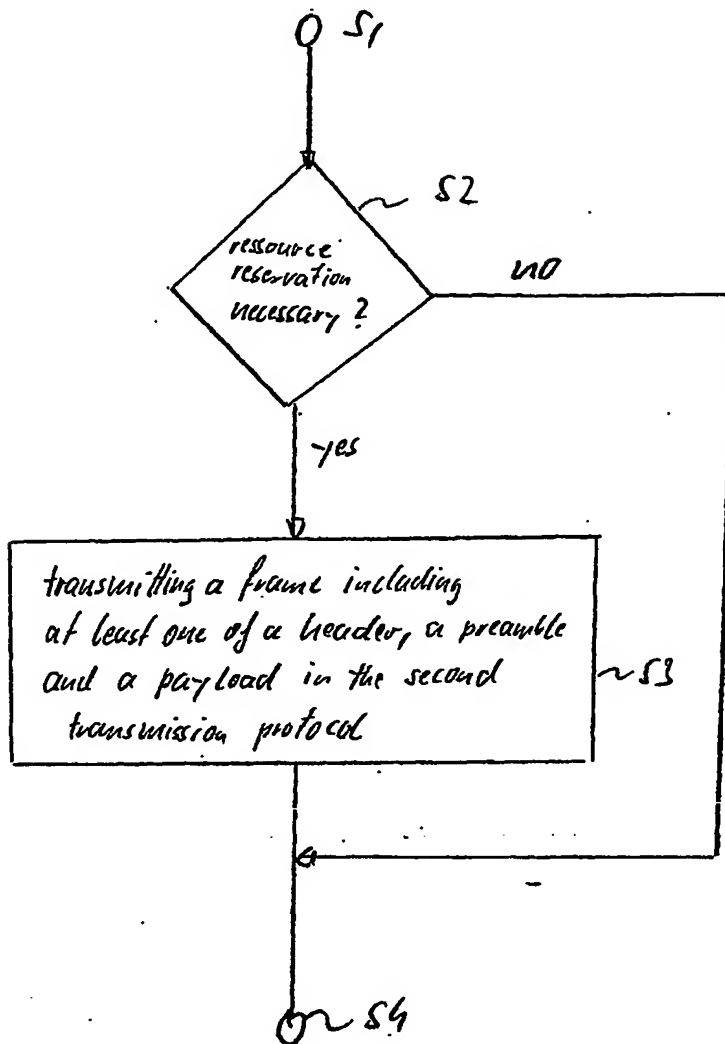 S1
S2
ressource
reservation
necessary?
no
yes
transmitting a frame including
at least one of a header, a preamble
and a payload in the second
transmission protocol
S3
S4